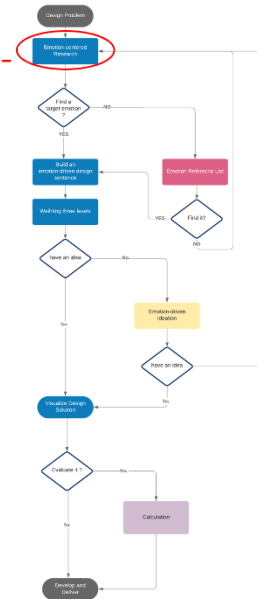 Design Problem
Emotion-centered
Research
Find a
target emotion
?
NO
YES
Build an
emotion-driven design
sentence
Emotion Reference List
Weihting three levels
YES
Find it?
NO
have an idea
No
Emotion-driven
Ideation
Yes
have an idea
Yes
Visualize Design
Solution
Evaluate it ?
Yes
Calculation
No
Develop and
Deliver